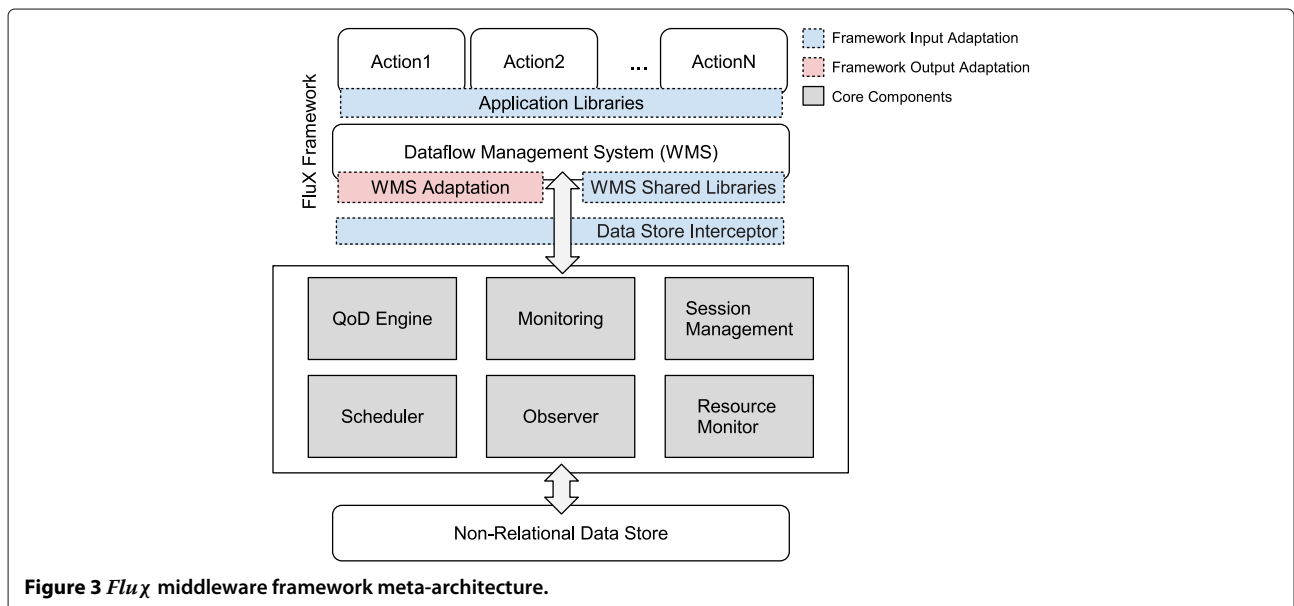 Action1
Action2
...
ActionN
Framework Input Adaptation
Framework Output Adaptation
Core Components
FluX Framework
Application Libraries
Dataflow Management System (WMS)
WMS Adaptation
WMS Shared Libraries
Data Store Interceptor
QoD Engine
Monitoring
Session
Management
Scheduler
Observer
Resource
Monitor
Non-Relational Data Store
Figure 3 Fluχ middleware framework meta-architecture.